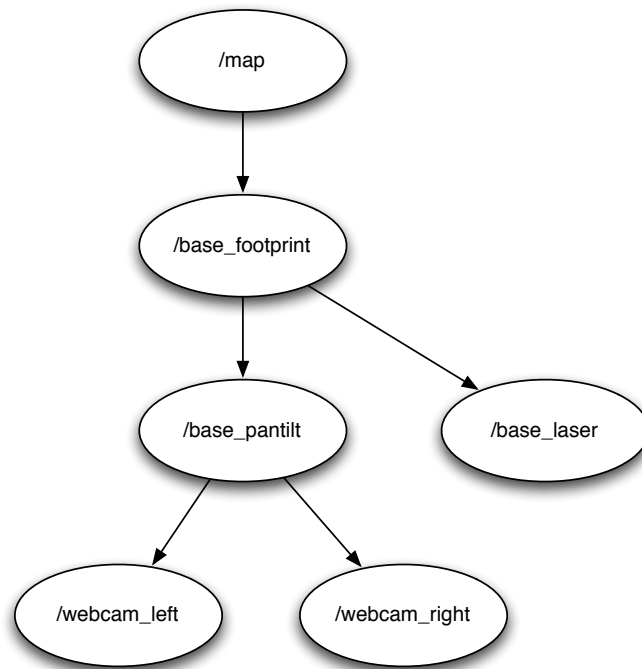 /map
/base_footprint
/base_pantilt
/base_laser
/webcam_left
/webcam_right